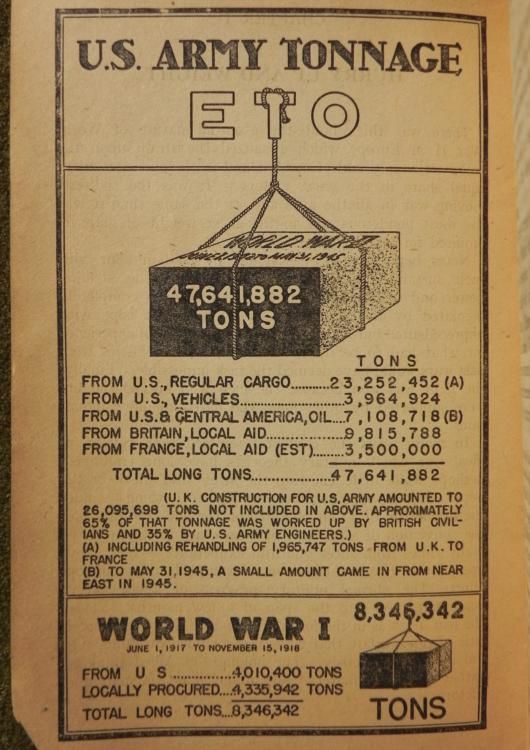 U.S. ARMY TONNAGE
ETO
WORLD WAR II
47,641,882
TONS
TONS
FROM U.S., REGULAR CARGO..........23,252,452 (A)
FROM U.S., VEHICLES....................3,964,924
FROM U.S.& CENTRAL AMERICA, OIL...7,108,718 (B)
FROM BRITAIN, LOCAL AID...............9,815,788
FROM FRANCE, LOCAL AID (EST)........3,500,000
TOTAL LONG TONS....................47,641,882
(U. K. CONSTRUCTION FOR U.S, ARMY AMOUNTED TO
26,095,698 TONS NOT INCLUDED IN ABOVE. APPROXIMATELY
65% OF THAT TONNAGE WAS WORKED UP BY BRITISH CIVIL-
IANS AND 35% BY U. S. ARMY ENGINEERS.)
(A) INCLUDING REHANDLING OF 1,965,747 TONS FROM U.K. TO
FRANCE
(B) TO MAY 31,1945, A SMALL AMOUNT CAME IN FROM NEAR
EAST IN 1945.
8,346,342
WORLD WAR I
JUNE 1, 1917 TO NOVEMBER 15, 1918
FROM U S ..............4,010,400 TONS
LOCALLY PROCURED....4,335,942 TONS
TOTAL LONG TONS...8,346,342
TONS